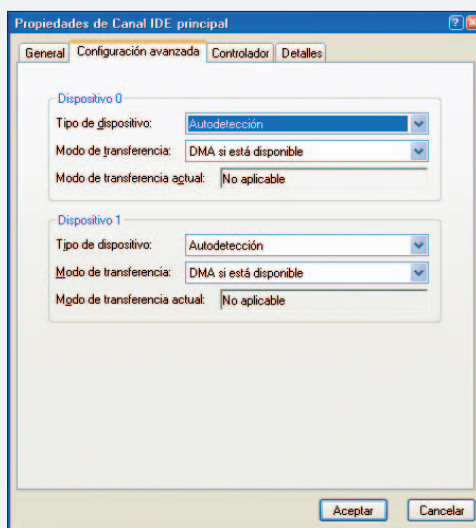 Propiedades de Canal IDE principal
General Configuración avanzada Controlador Detalles
Dispositivo 0
Tipo de dispositivo: Autodetección
Modo de transferencia: DMA si está disponible
Modo de transferencia actual: No aplicable
Dispositivo 1
Tipo de dispositivo: Autodetección
Modo de transferencia: DMA si está disponible
Modo de transferencia actual: No aplicable
Aceptar Cancelar